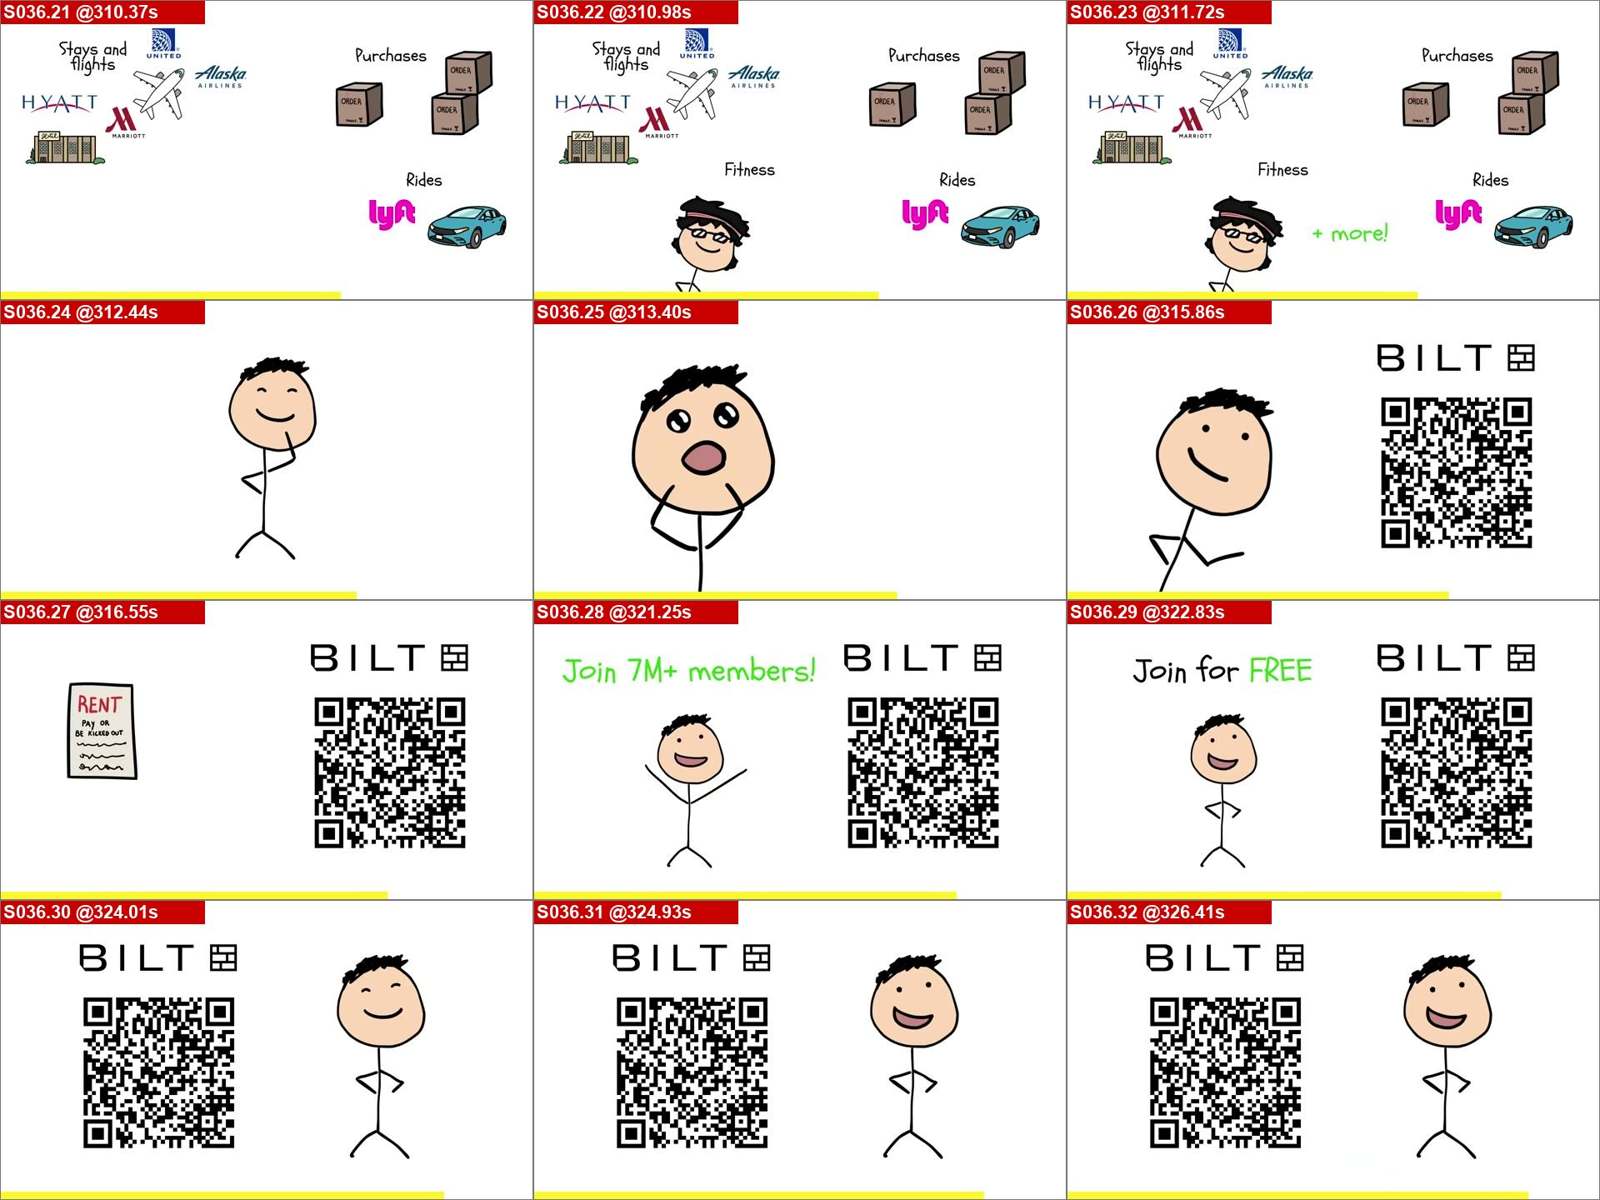 S036.21 @310.37s
Stays and
flights
UNITED
Alaska
AIRLINES
HYATT
MARRIOTT
Purchases
ORDER
ORDER
ORDER
Rides
lyft
S036.22 @310.98s
Stays and
flights
UNITED
Alaska
AIRLINES
HYATT
MARRIOTT
Purchases
ORDER
ORDER
ORDER
Fitness
Rides
lyft
S036.23 @311.72s
Stays and
flights
UNITED
Alaska
AIRLINES
HYATT
MARRIOTT
Purchases
ORDER
ORDER
ORDER
Fitness
+ more!
Rides
lyft
S036.24 @312.44s
S036.25 @313.40s
S036.26 @315.86s
BILT
S036.27 @316.55s
RENT
PAY OR
BE KICKED OUT
BILT
S036.28 @321.25s
Join 7M+ members!
BILT
S036.29 @322.83s
Join for FREE
BILT
S036.30 @324.01s
BILT
S036.31 @324.93s
BILT
S036.32 @326.41s
BILT